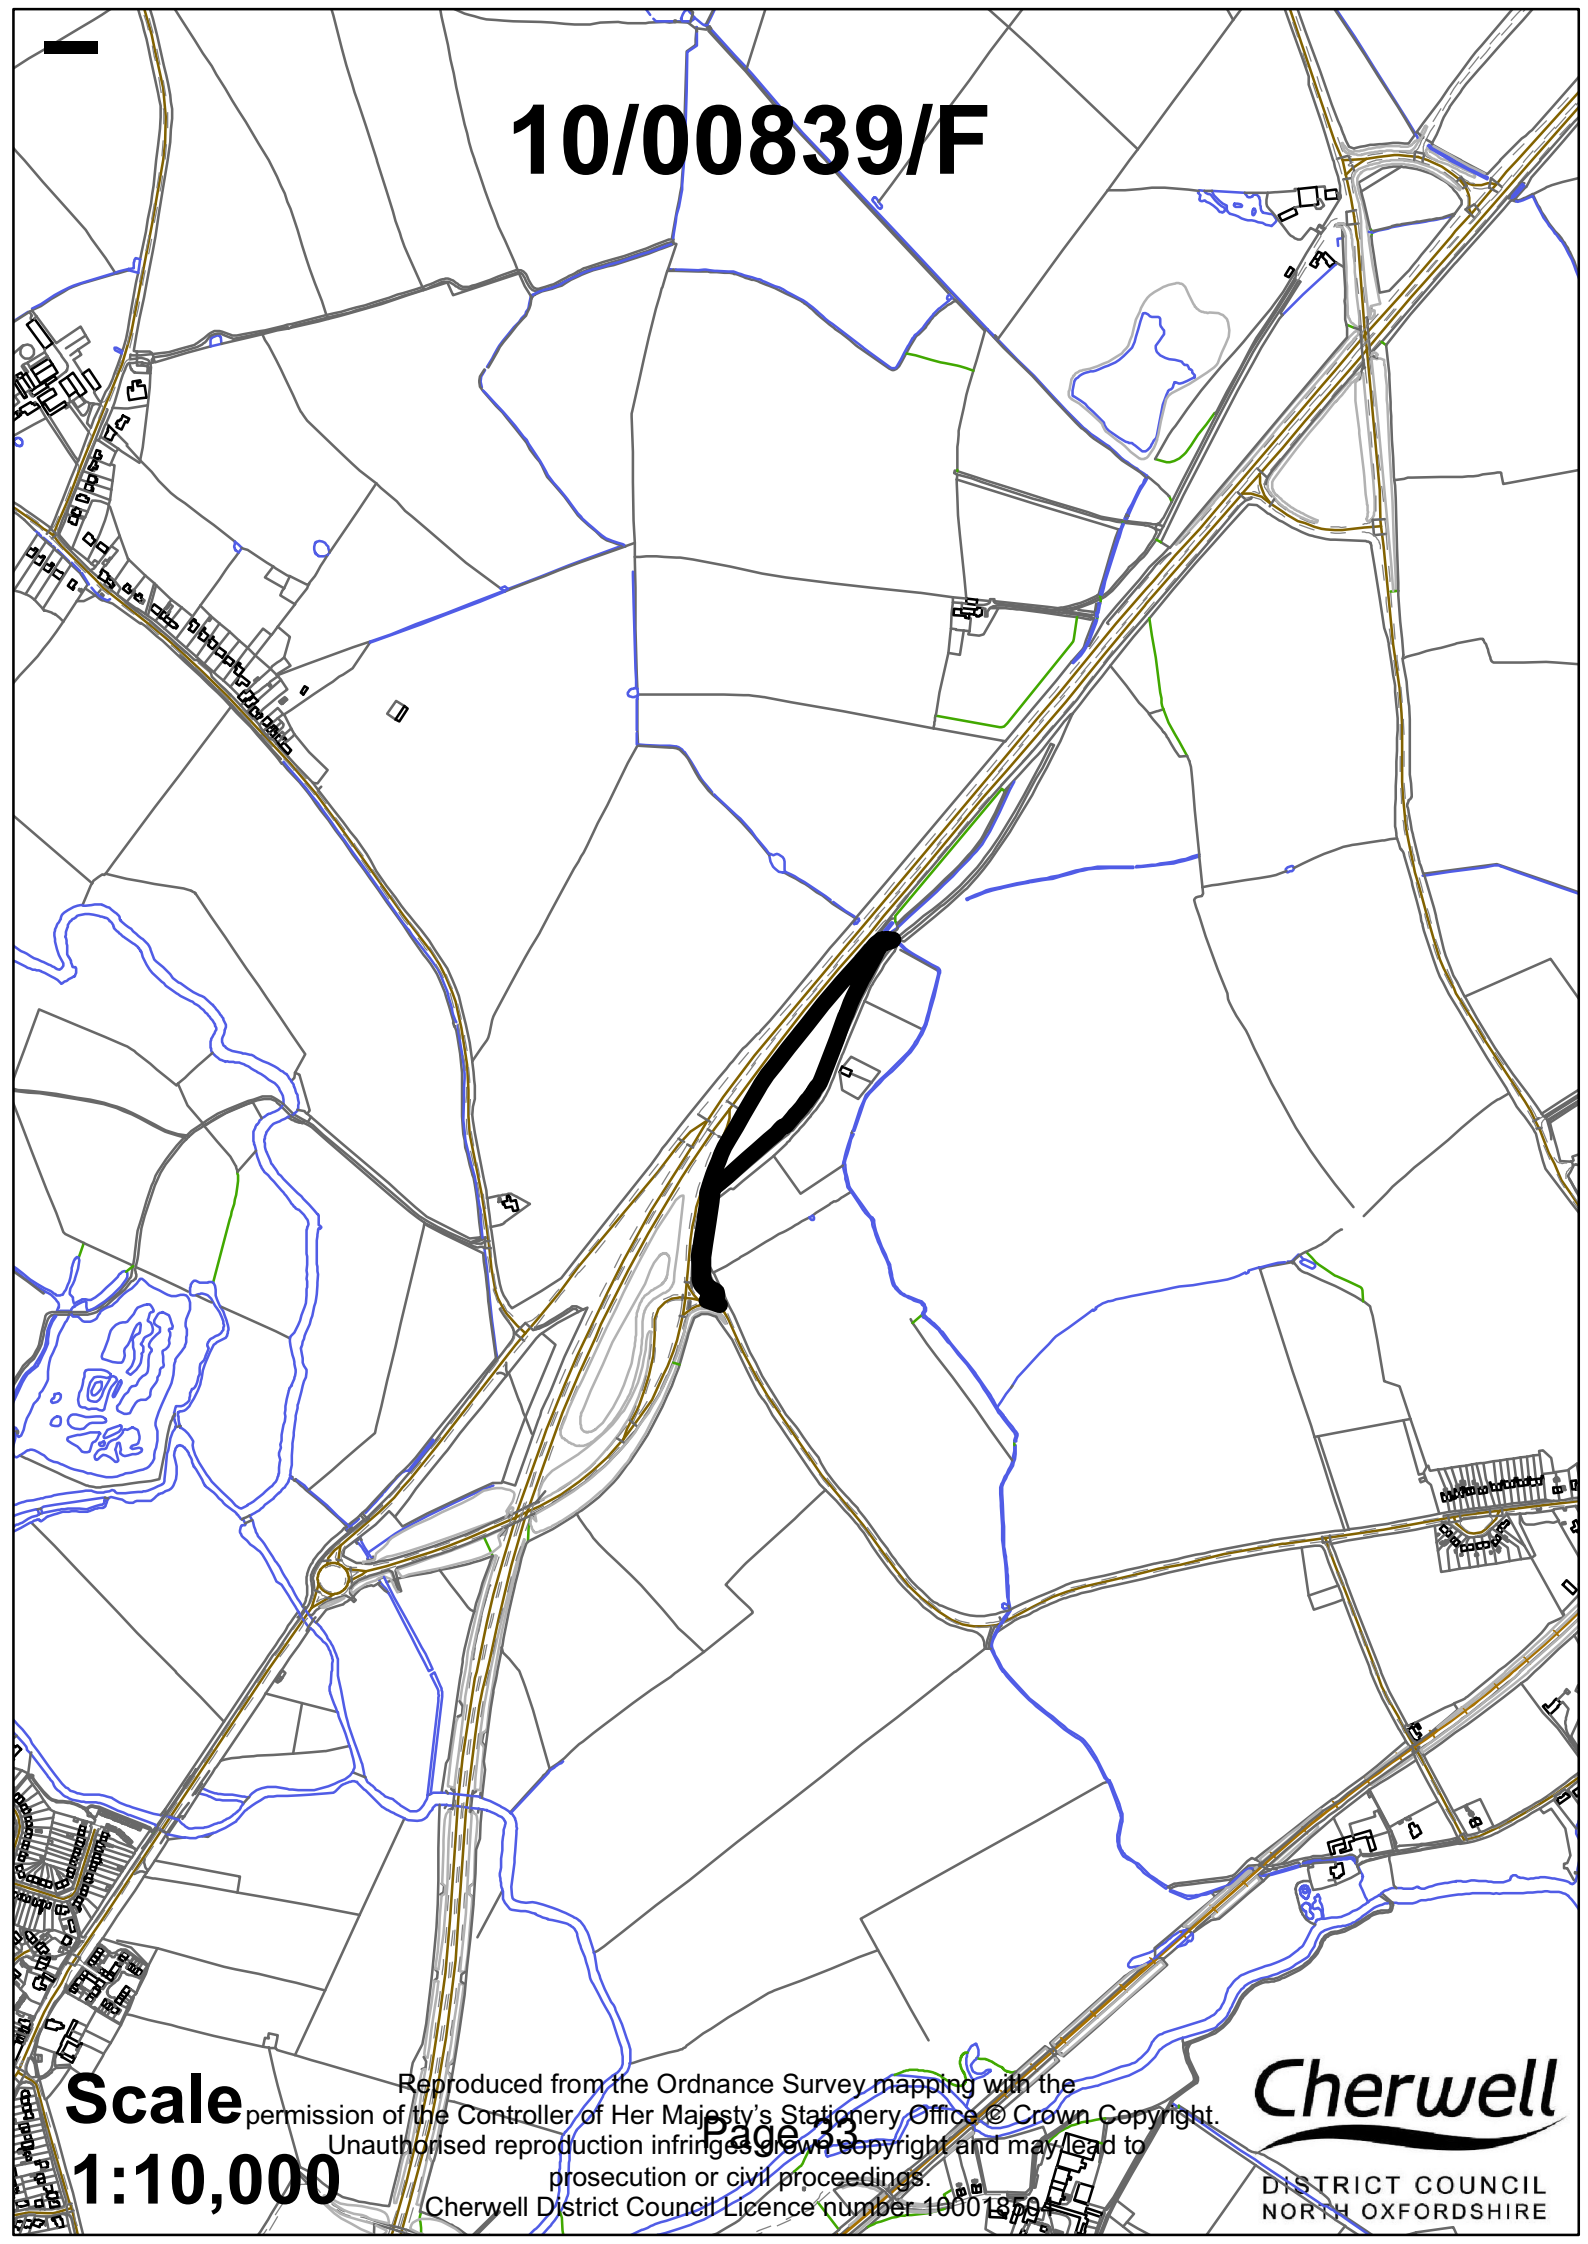 10/00839/F
Scale
1:10,000
Reproduced from the Ordnance Survey mapping with the
permission of the Controller of Her Majesty's Stationery Office © Crown Copyright.
Unauthorised reproduction infringes crown copyright and may lead to
prosecution or civil proceedings.
Cherwell District Council Licence number 100018504
Page 33
Cherwell
DISTRICT COUNCIL
NORTH OXFORDSHIRE